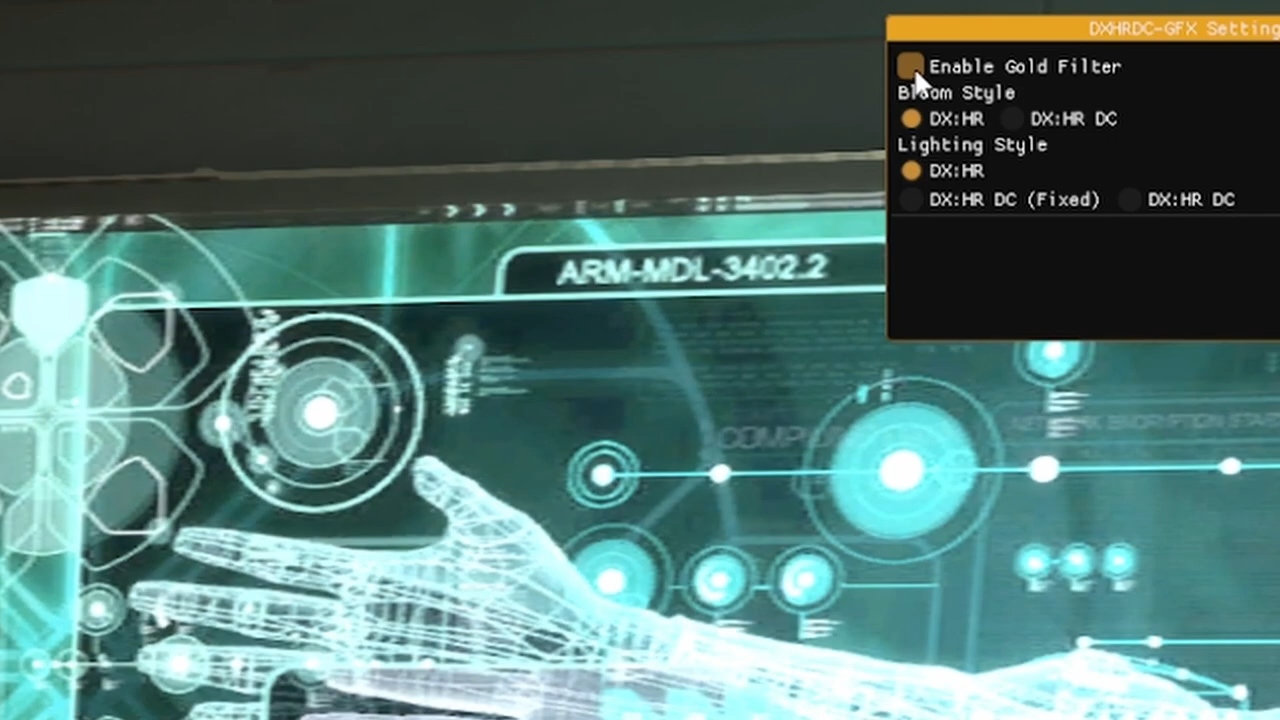 DXHRDC-GFX Setting
Enable Gold Filter
Bloom Style
DX:HR DX:HR DC
Lighting Style
DX:HR
DX:HR DC (Fixed) DX:HR DC
ARM-MDL-3402.2